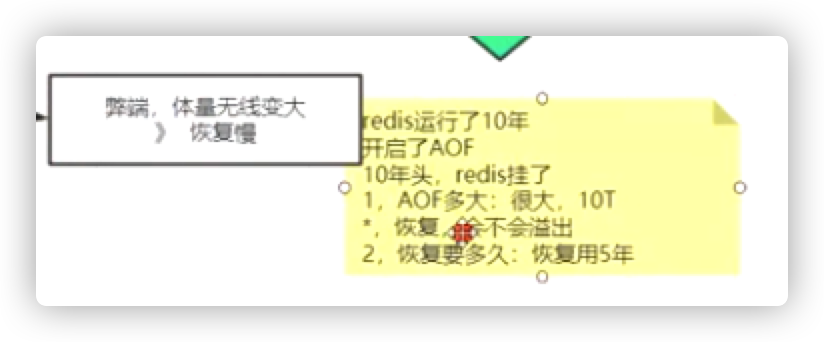 弊端，体量无线变大
》 恢复慢
redis运行了10年
开启了AOF
10年头，redis挂了
1，AOF多大：很大，10T
*，恢复，会不会溢出
2，恢复要多久：恢复用5年